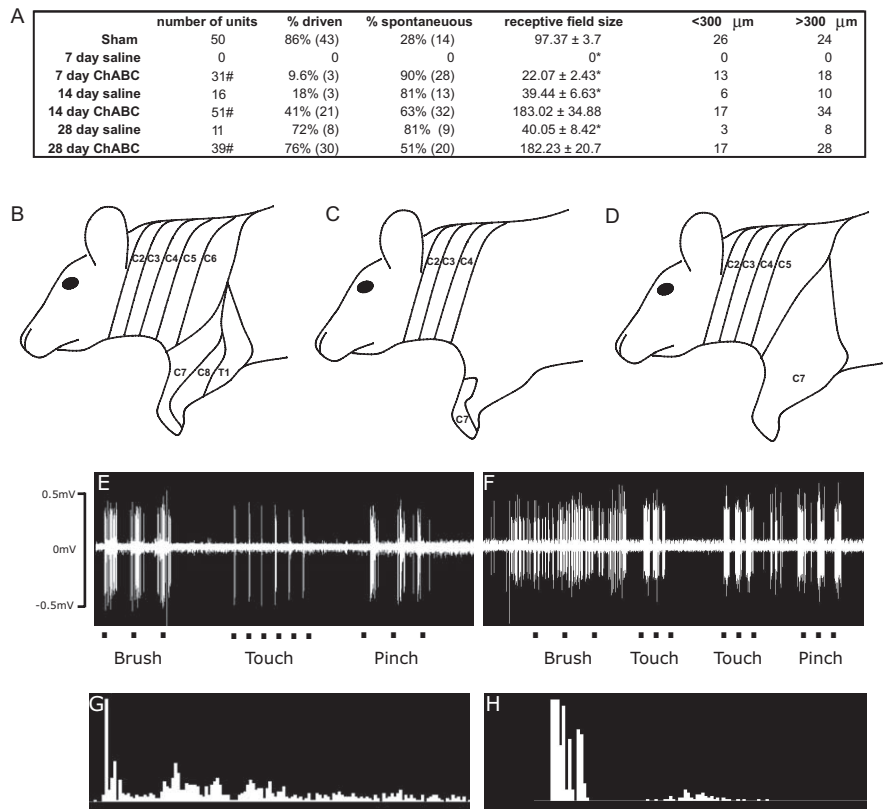 A
number of units % driven % spontaneuous receptive field size <300 μm >300 μm
Sham 50 86% (43) 28% (14) 97.37 ± 3.7 26 24
7 day saline 0 0 0 0* 0 0
7 day ChABC 31# 9.6% (3) 90% (28) 22.07 ± 2.43* 13 18
14 day saline 16 18% (3) 81% (13) 39.44 ± 6.63* 6 10
14 day ChABC 51# 41% (21) 63% (32) 183.02 ± 34.88 17 34
28 day saline 11 72% (8) 81% (9) 40.05 ± 8.42* 3 8
28 day ChABC 39# 76% (30) 51% (20) 182.23 ± 20.7 17 28
B C D
C2 C3 C4 C5 C6
C7 C8 T1
C2 C3 C4
C7
C2 C3 C4 C5
C7
E F
0.5mV
0mV
-0.5mV
Brush Touch Pinch
Brush Touch Touch Pinch
G H